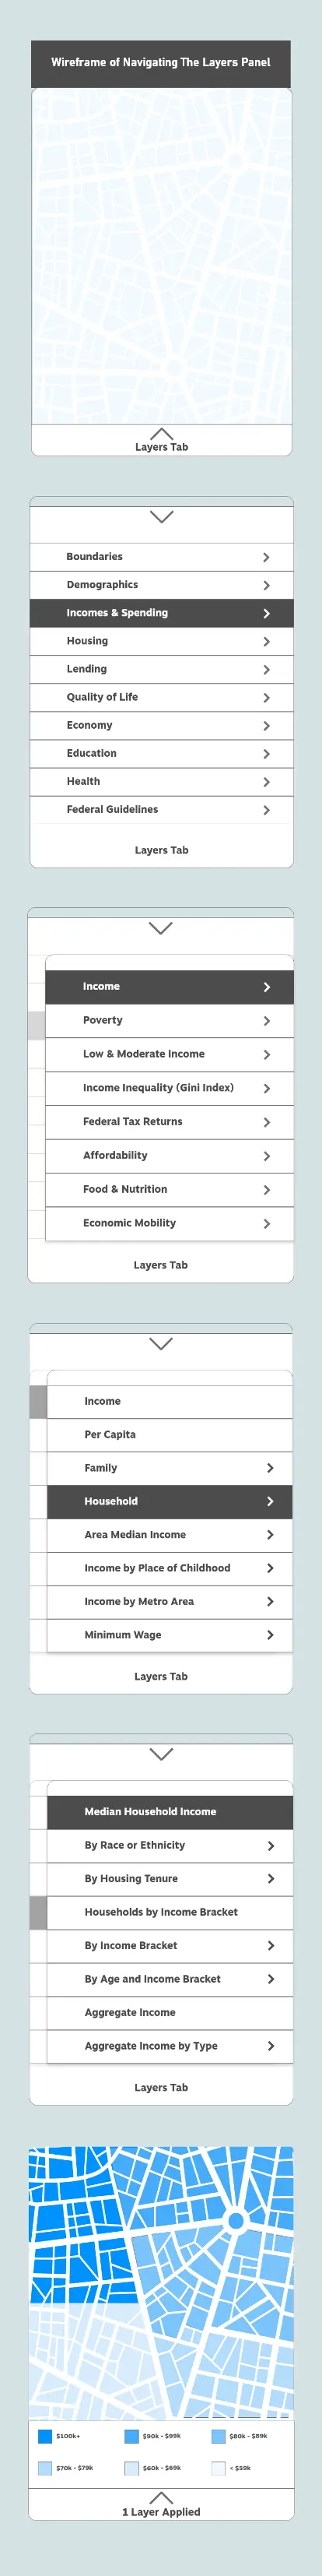 Wireframe of Navigating The Layers Panel
Layers Tab
Boundaries
Demographics
Incomes & Spending
Housing
Lending
Quality of Life
Economy
Education
Health
Federal Guidelines
Layers Tab
Income
Poverty
Low & Moderate Income
Income Inequality (Gini Index)
Federal Tax Returns
Affordability
Food & Nutrition
Economic Mobility
Layers Tab
Income
Per Capita
Family
Household
Area Median Income
Income by Place of Childhood
Income by Metro Area
Minimum Wage
Layers Tab
Median Household Income
By Race or Ethnicity
By Housing Tenure
Households by Income Bracket
By Income Bracket
By Age and Income Bracket
Aggregate Income
Aggregate Income by Type
Layers Tab
$100k+ $90k - $99k $80k - $89k
$70k - $79k $60k - $69k < $59k
1 Layer Applied